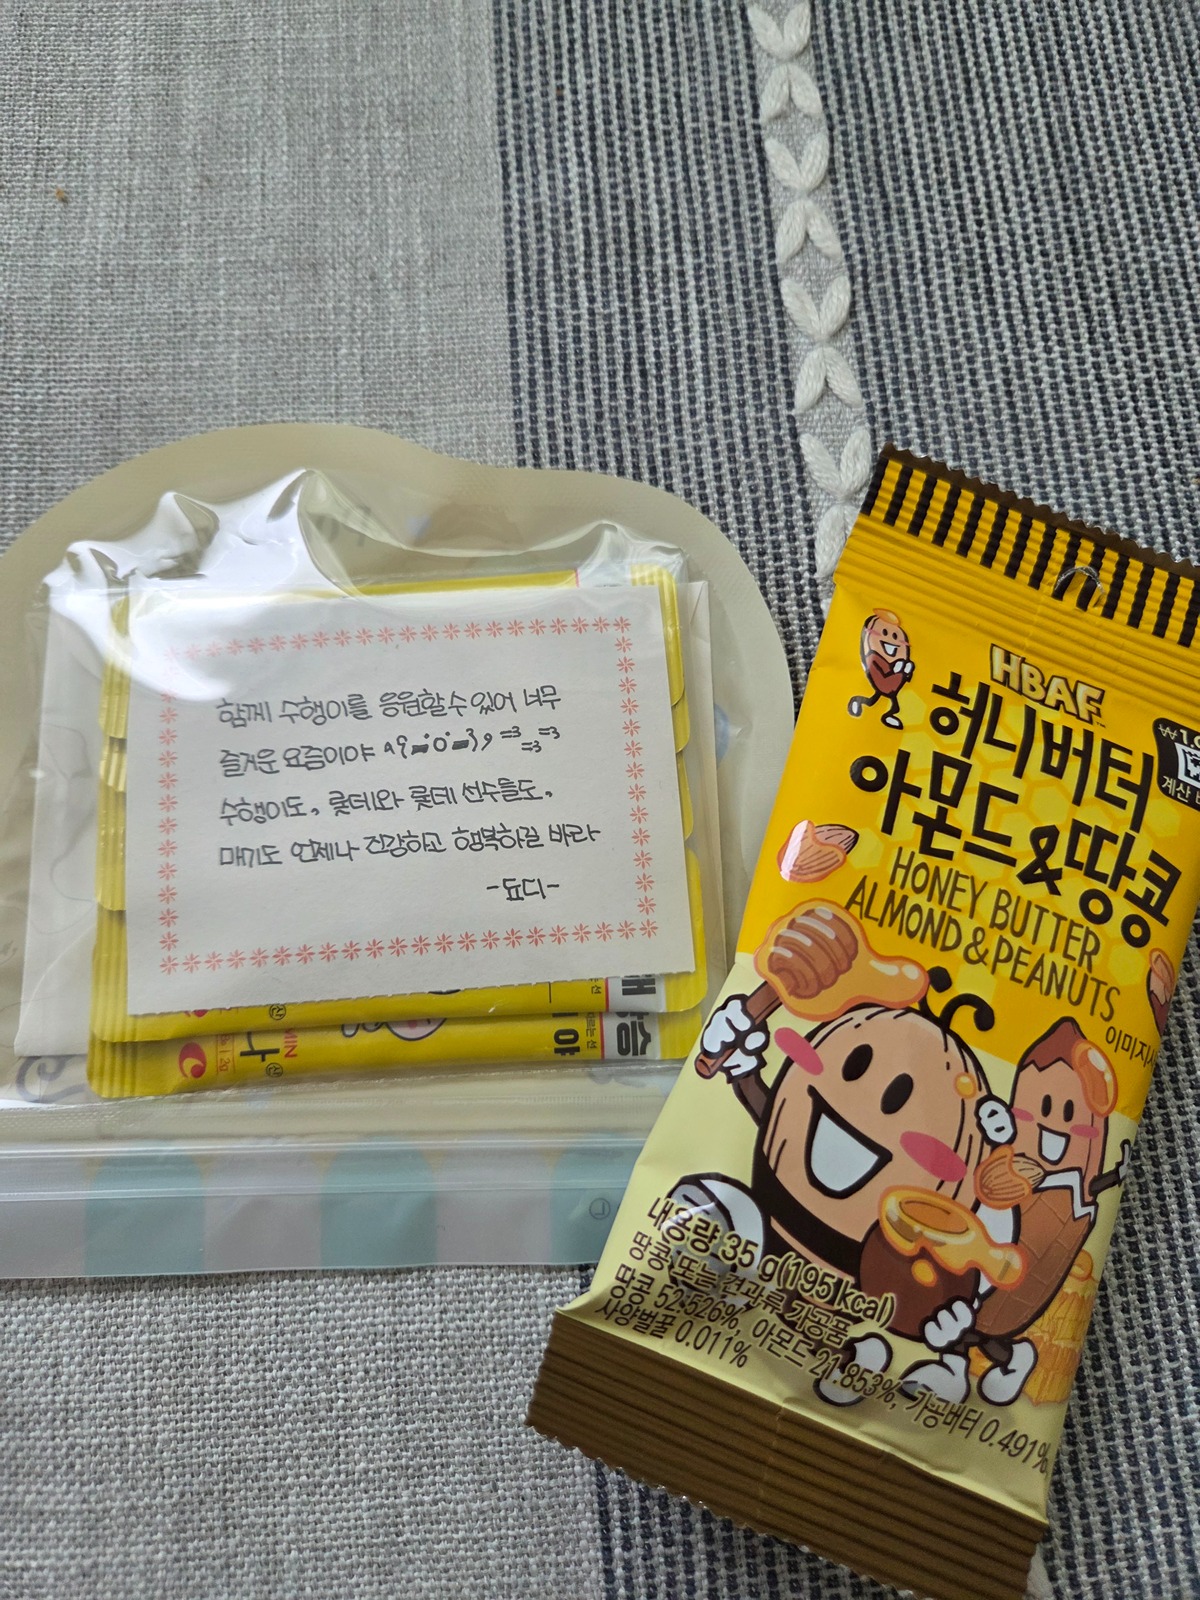 함께 수행이를 응원할 수 있어 너무
즐거운 요즘이야
수행이도, 롯데와 롯데 선수들도,
매기도 언제나 건강하고 행복하길 바라
-됴디-
HBAF
허니버터
아몬드&땅콩
HONEY BUTTER
ALMOND & PEANUTS
내용량 35 g(195 kcal)
땅콩 또는 견과류 가공품
땅콩 52.526%, 아몬드 21.853%, 가공버터 0.491%,
사양벌꿀 0.011%